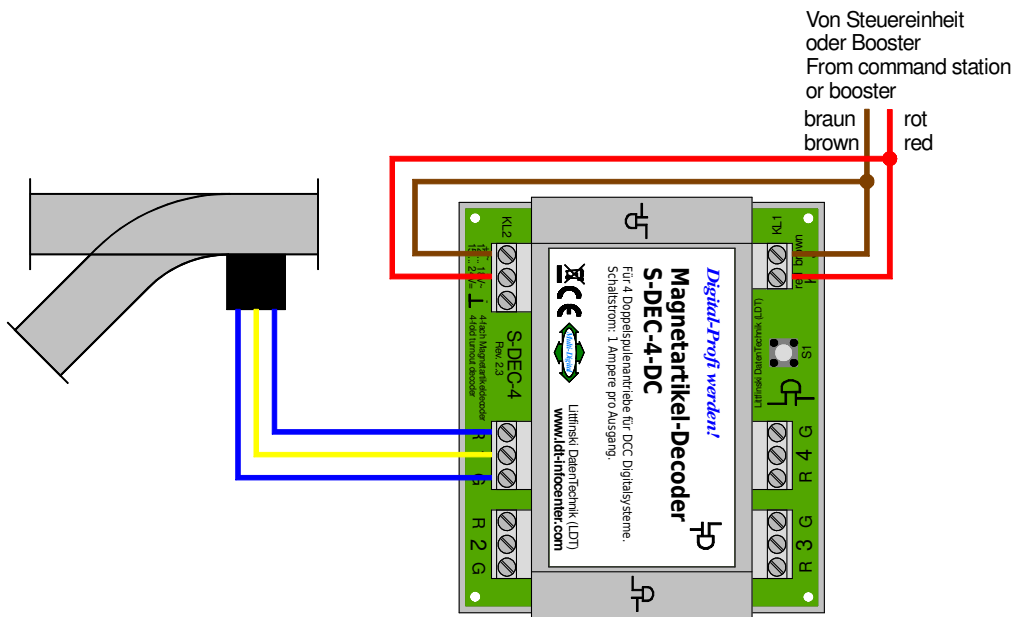 Von Steuereinheit
oder Booster
From command station
or booster
braun rot
brown red
KL2
KL1
Digital-Profi werden!
Magnetartikel-Decoder
S-DEC-4-DC
Für 4 Doppelspulenantriebe für DCC Digitalsysteme.
Schaltstrom: 1 Ampere pro Ausgang.
CE
Multi-Digital
Littfinski DatenTechnik (LDT)
www.ldt-infocenter.com
S-DEC-4
Rev. 2.3
4-fach Magnetartikeldecoder
4-fold turnout decoder
S1
Littfinski DatenTechnik (LDT)
R
G
R 2 G
R 4 G
R 3 G